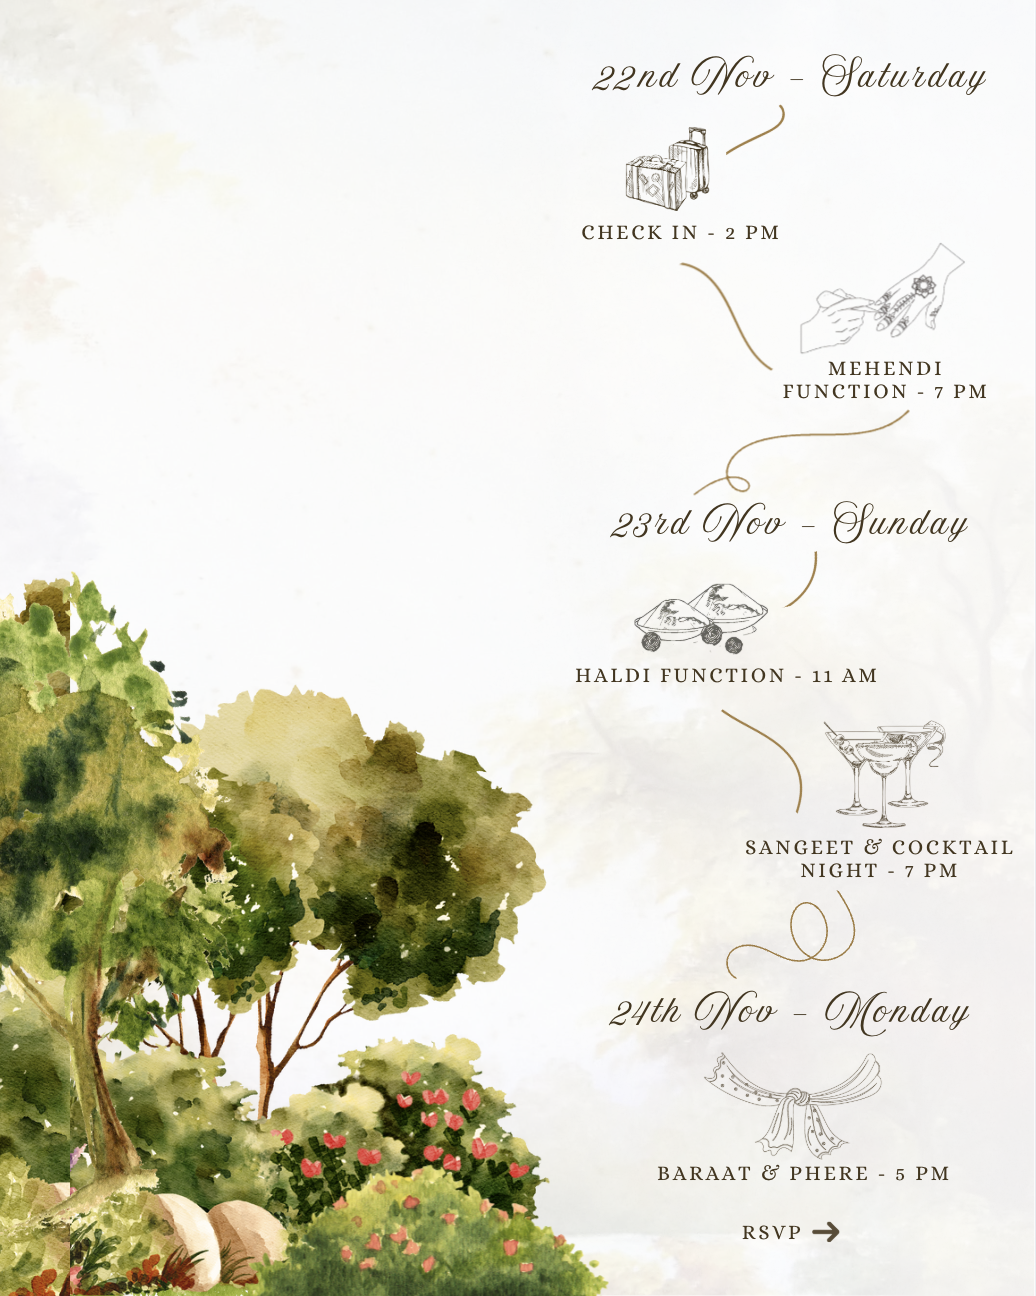 22nd Nov – Saturday
CHECK IN - 2 PM
MEHENDI
FUNCTION - 7 PM
23rd Nov – Sunday
HALDI FUNCTION - 11 AM
SANGEET & COCKTAIL
NIGHT - 7 PM
24th Nov – Monday
BARAAT & PHERE - 5 PM
RSVP →